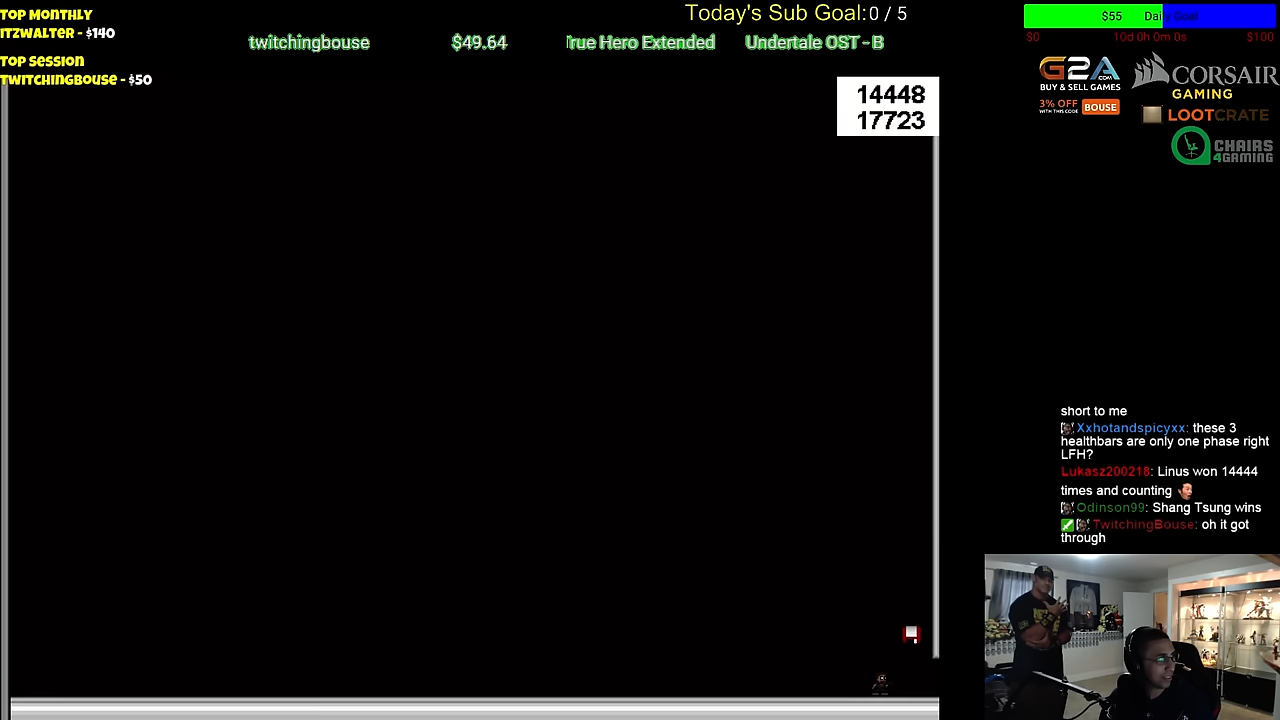 TOP MONTHLY
ITZWALTER - $140
TOP SESSION
TWITCHINGBOUSE - $50
twitchingbouse $49.64 rue Hero Extended Undertale OST - B
Today's Sub Goal:0 / 5
14448
17723
$55 Daily Goal
$0 10d 0h 0m 0s $100
G2A.COM
BUY & SELL GAMES
3% OFF
WITH THIS CODE
BOUSE
CORSAIR
GAMING
LOOTCRATE
CHAIRS
4GAMING
short to me
Xxhotandspicyxx: these 3
healthbars are only one phase right
LFH?
Lukasz200218: Linus won 14444
times and counting
Odinson99: Shang Tsung wins
TwitchingBouse: oh it got
through